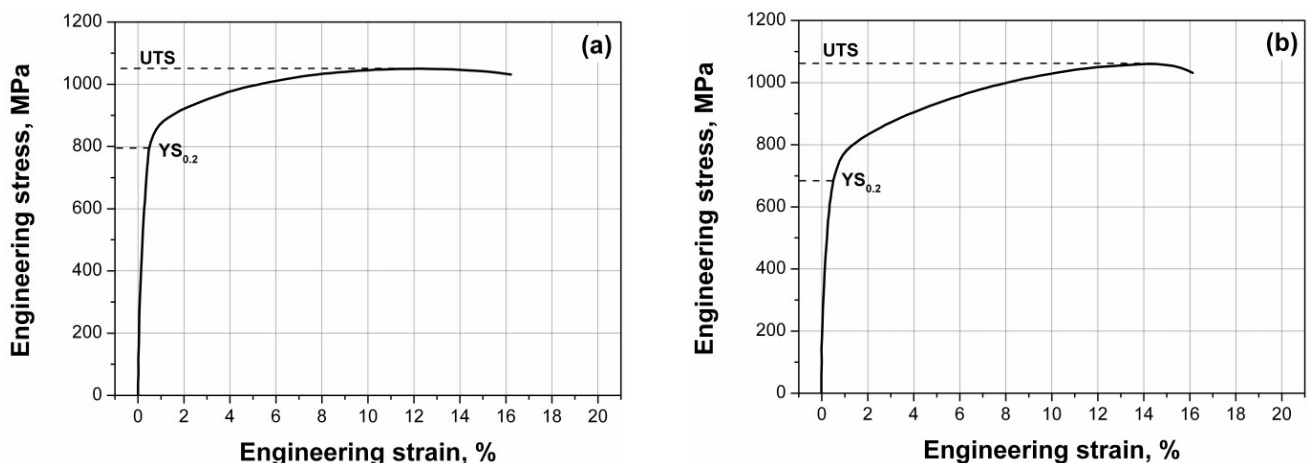 (a)
Engineering stress, MPa
1200
1000
800
600
400
200
0
UTS
YS0.2
0 2 4 6 8 10 12 14 16 18 20
Engineering strain, %
(b)
Engineering stress, MPa
1200
1000
800
600
400
200
0
UTS
YS0.2
0 2 4 6 8 10 12 14 16 18 20
Engineering strain, %